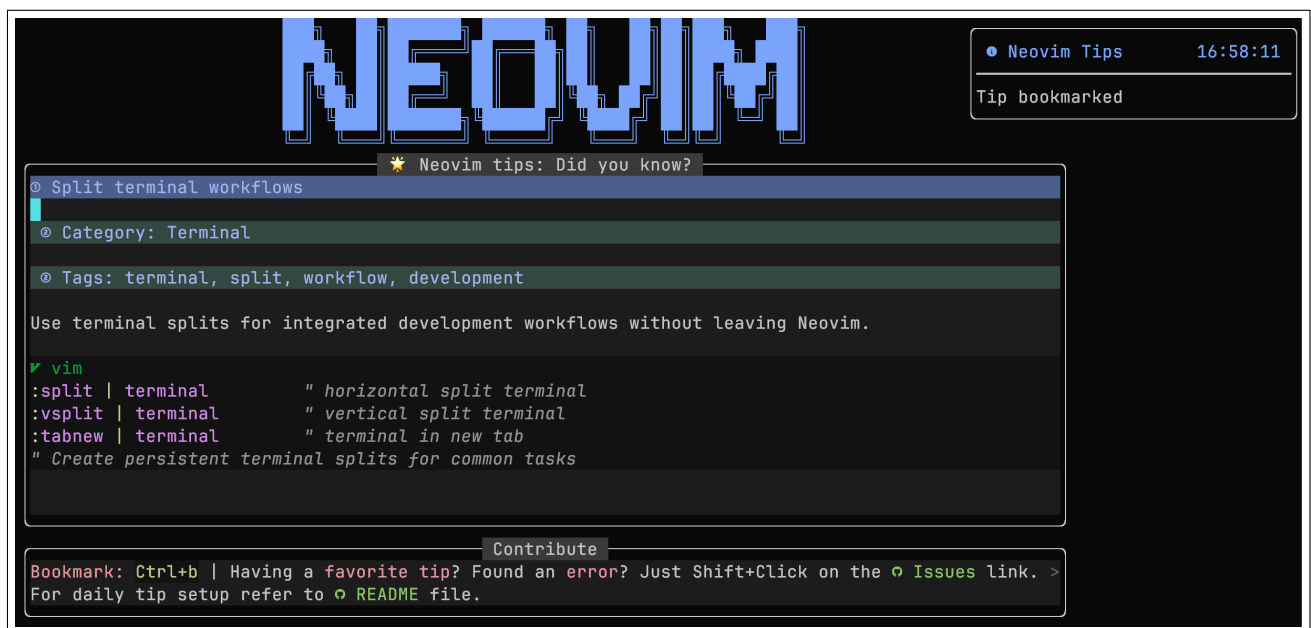 NEOVIM
Neovim Tips 16:58:11
Tip bookmarked
Neovim tips: Did you know?
① Split terminal workflows
② Category: Terminal
② Tags: terminal, split, workflow, development
Use terminal splits for integrated development workflows without leaving Neovim.
vim
:split | terminal " horizontal split terminal
:vsplit | terminal " vertical split terminal
:tabnew | terminal " terminal in new tab
" Create persistent terminal splits for common tasks
Contribute
Bookmark: Ctrl+b | Having a favorite tip? Found an error? Just Shift+Click on the Issues link. >
For daily tip setup refer to README file.